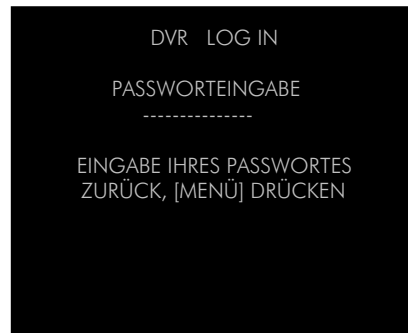 DVR LOG IN
PASSWORTEINGABE
---------------
EINGABE IHRES PASSWORTES
ZURÜCK, [MENÜ] DRÜCKEN